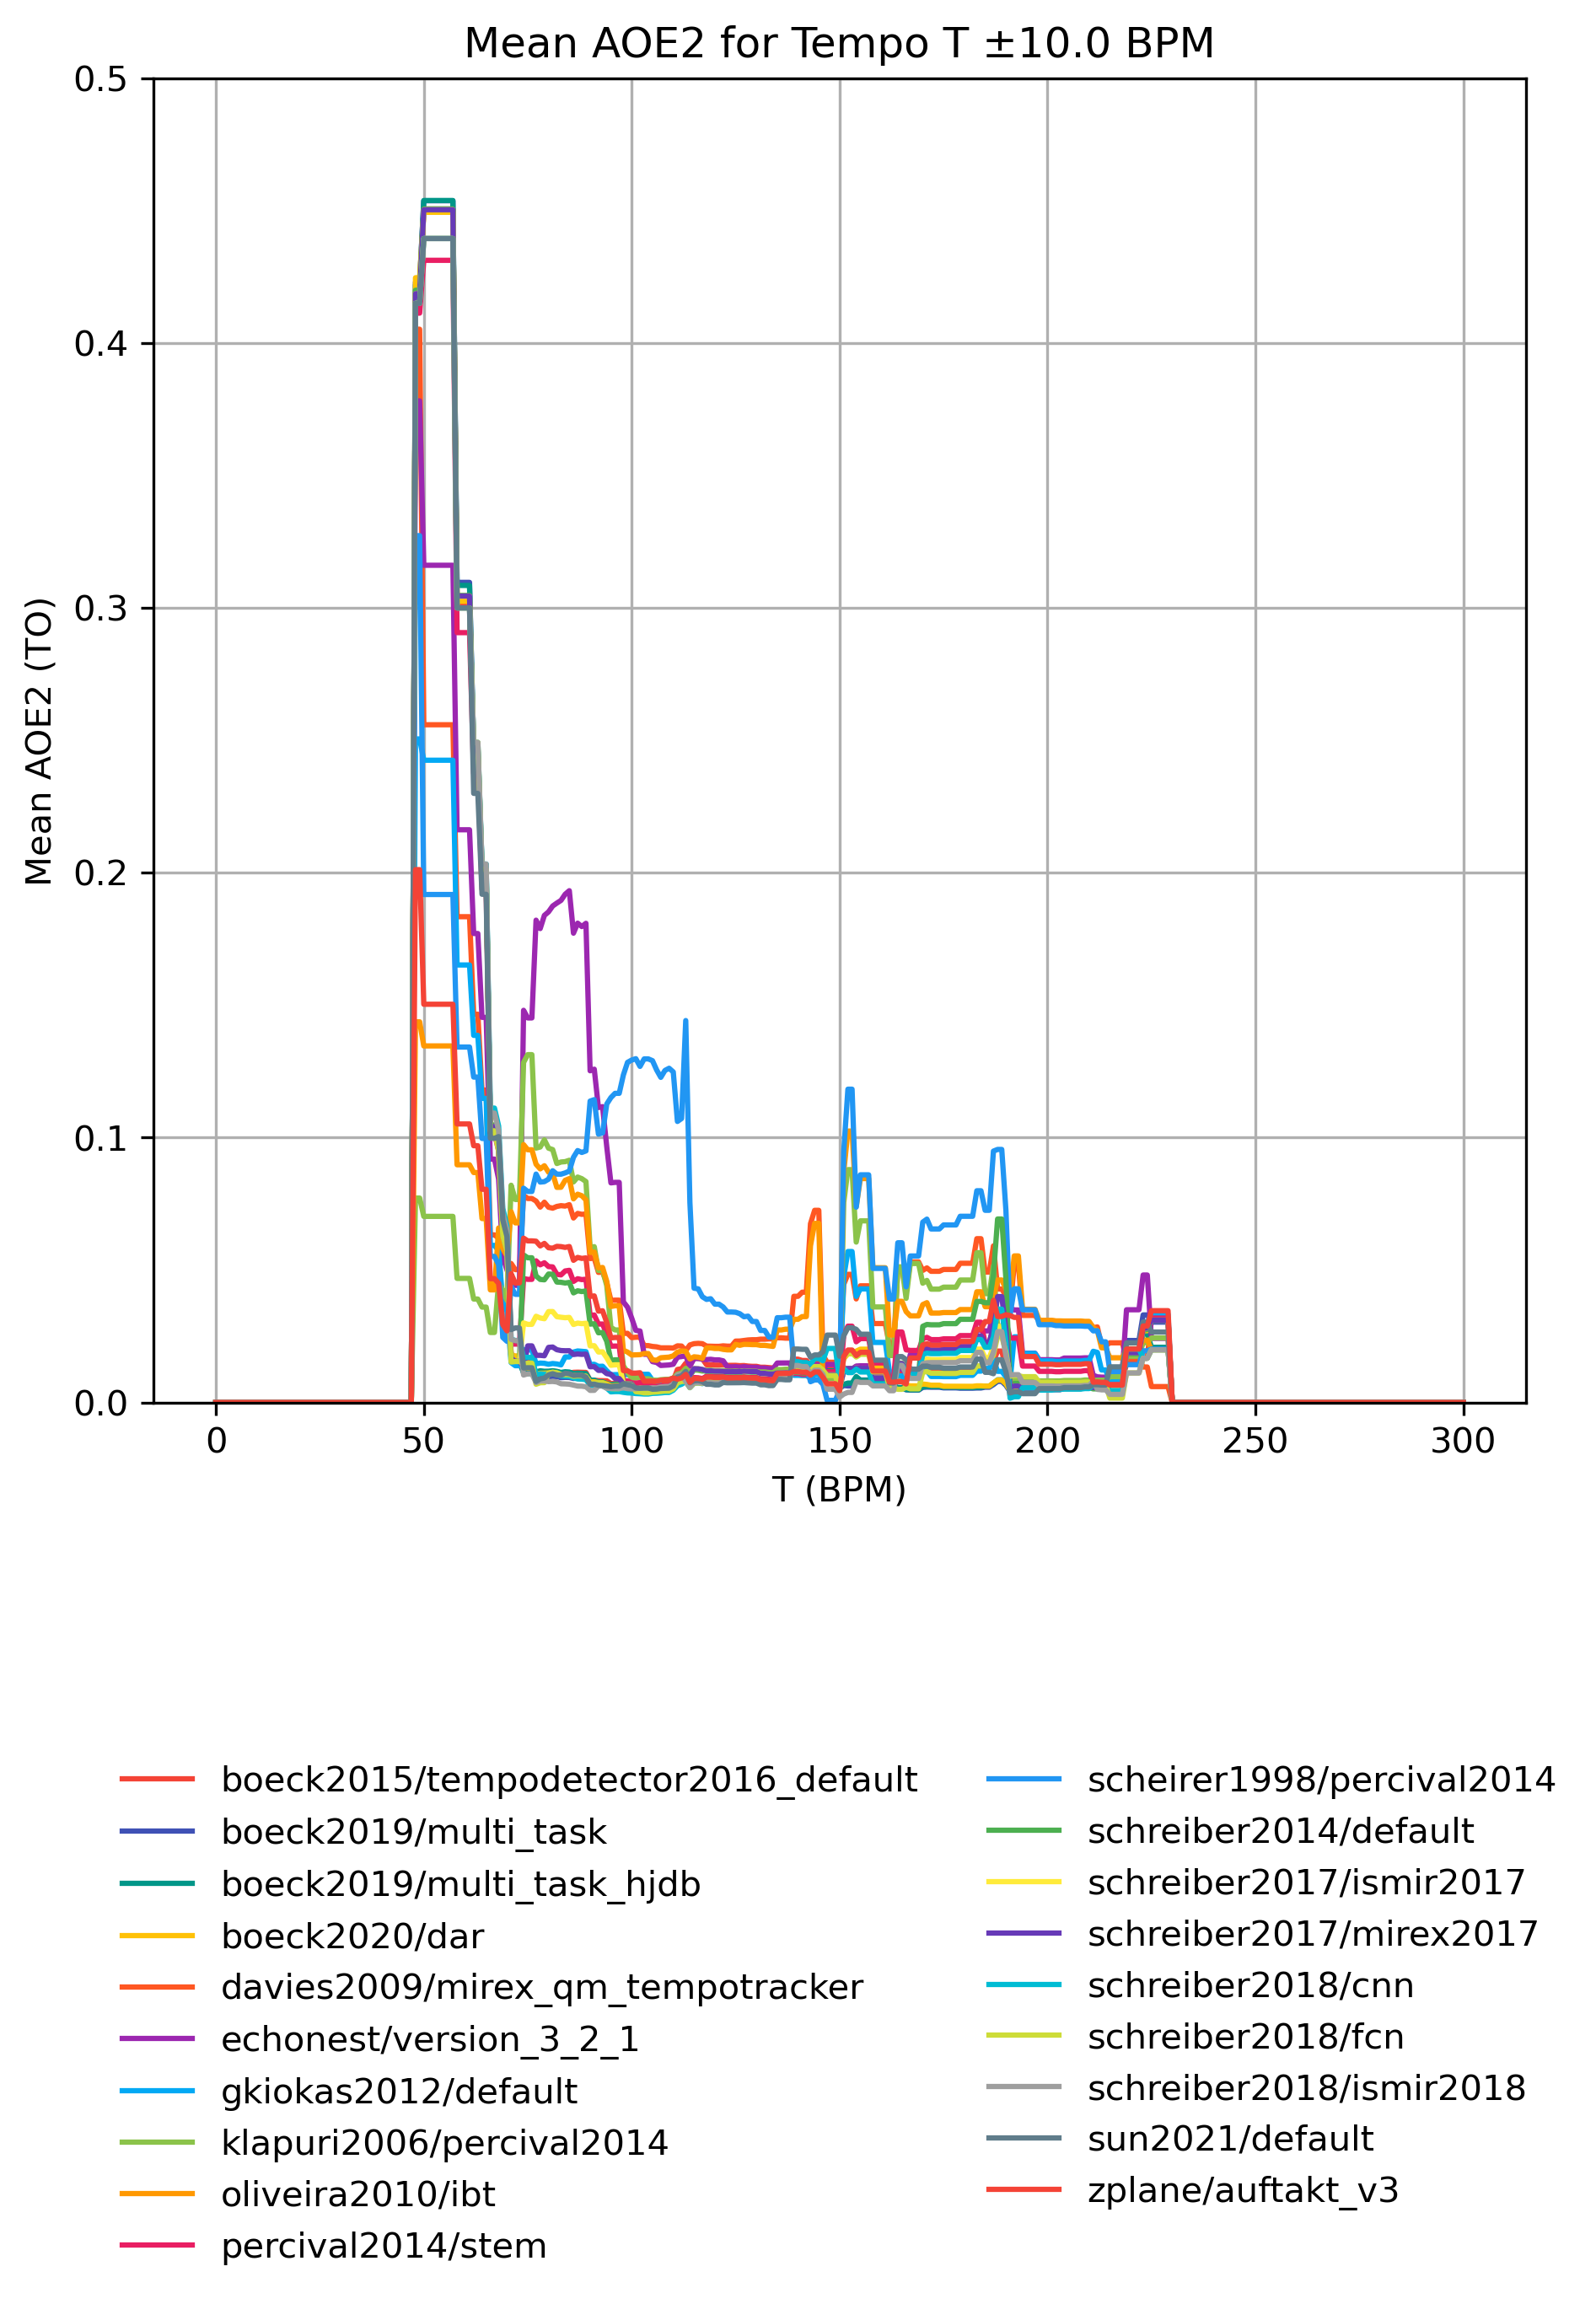 Mean AOE2 for Tempo T ±10.0 BPM
0.5
0.4
0.3
0.2
0.1
0.0
Mean AOE2 (TO)
0 50 100 150 200 250 300
T (BPM)
boeck2015/tempodetector2016_default
boeck2019/multi_task
boeck2019/multi_task_hjdb
boeck2020/dar
davies2009/mirex_qm_tempotracker
echonest/version_3_2_1
gkiokas2012/default
klapuri2006/percival2014
oliveira2010/ibt
percival2014/stem
scheirer1998/percival2014
schreiber2014/default
schreiber2017/ismir2017
schreiber2017/mirex2017
schreiber2018/cnn
schreiber2018/fcn
schreiber2018/ismir2018
sun2021/default
zplane/auftakt_v3